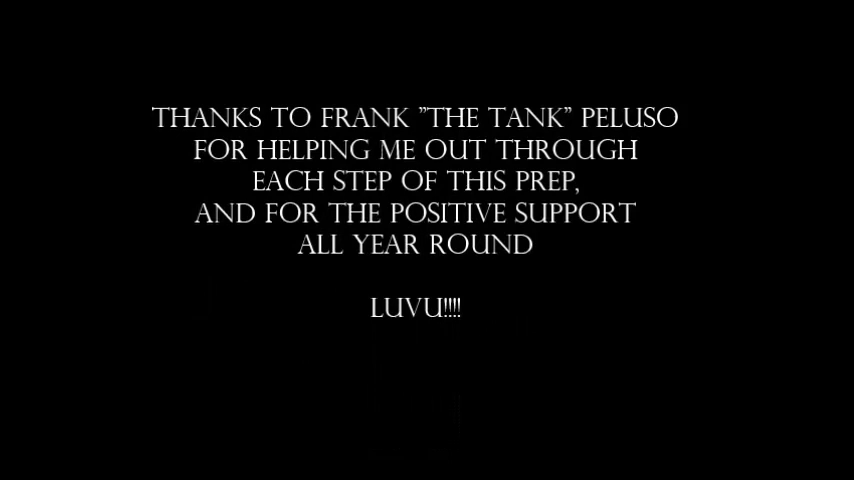 THANKS TO FRANK "THE TANK" PELUSO
FOR HELPING ME OUT THROUGH
EACH STEP OF THIS PREP,
AND FOR THE POSITIVE SUPPORT
ALL YEAR ROUND
LUVU!!!!